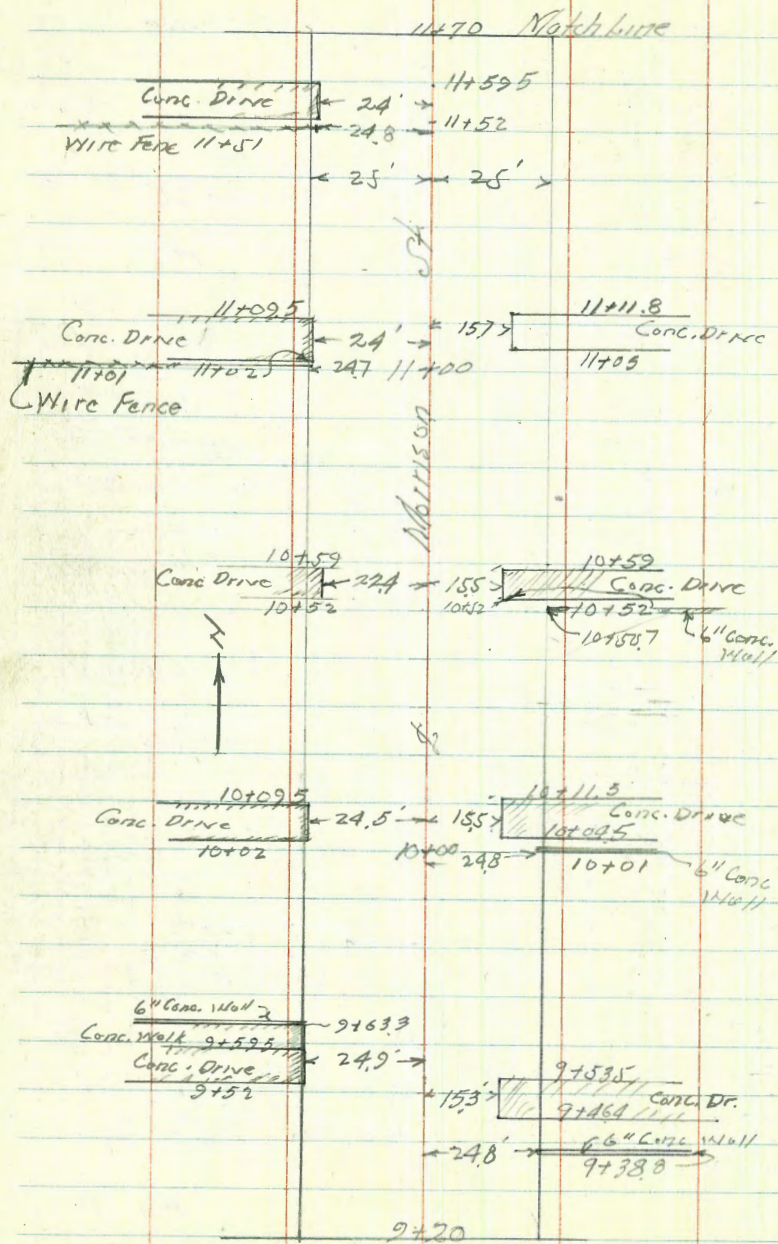 11+70 Match Line
11+59.5
Conc. Drive
24'
11+52
24.8
Wire Fenc 11+51
25' 25'
St.
11+09.5
11+11.8
Conc. Drive
24'
15.7
Conc. Drive
11+05
11+01
11+02
24.7
11+00
Wire Fence
Morrison
10+59
10+59
Conc Drive
22.4
15.5
Conc. Drive
10+52
10+52
10+52
10+50.7
6" Conc. Wall
N
10+09.5
10+11.5
Conc. Drive
24.5'
15.5
Conc. Drive
10+04.5
10+02
10+00
24.8
10+01
6" Conc Wall
6" Conc. Wall
9+63.3
Conc. Walk 9+59.5
Conc. Drive
24.9'
9+52
9+53.5
15.3'
Conc. Dr.
9+46.4
24.8'
6" Conc Wall
9+38.8
9+20